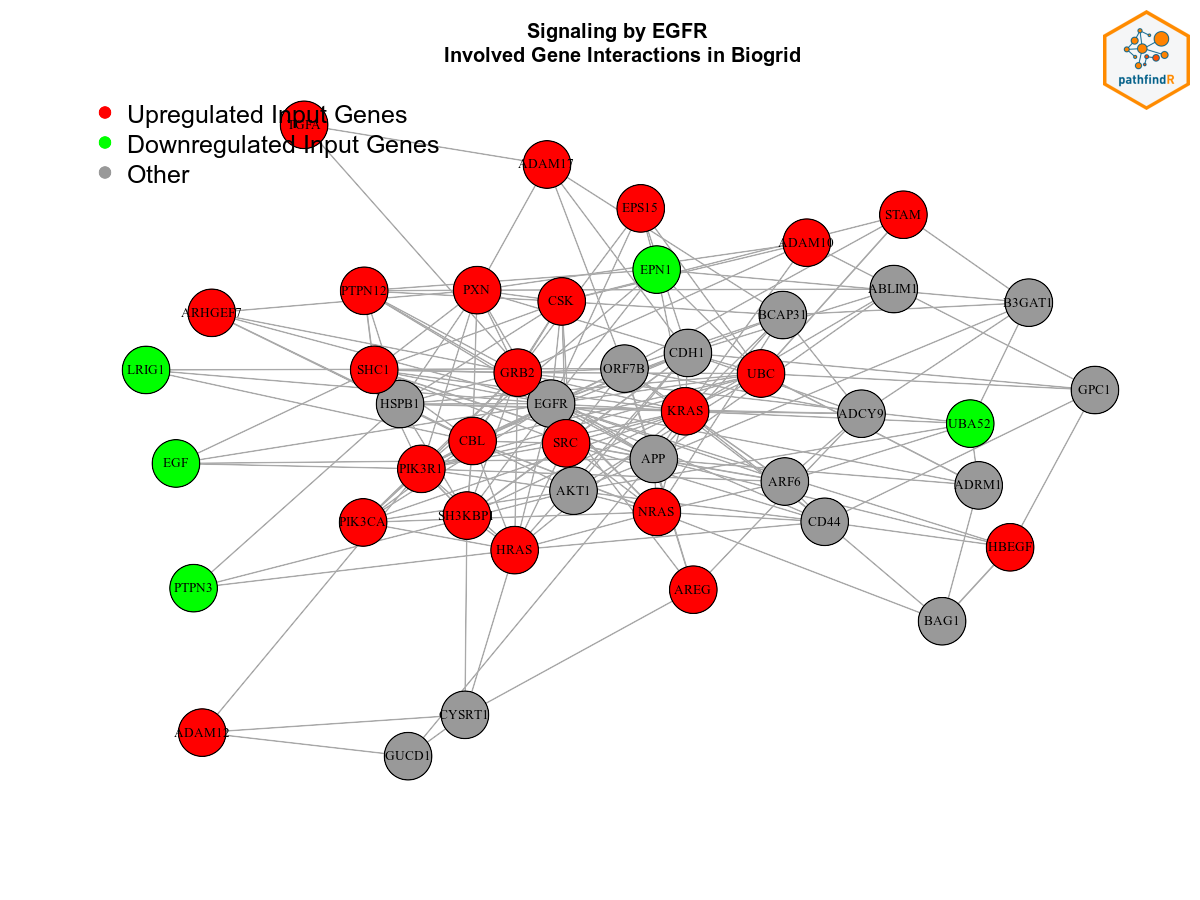 Signaling by EGFR
Involved Gene Interactions in Biogrid
pathfindR
Upregulated Input Genes
Downregulated Input Genes
Other
TGFA
ADAM17
EPS15
STAM
ADAM10
EPN1
PTPN12
PXN
CSK
ABLIM1
B3GAT1
ARHGEF7
BCAP31
CDH1
LRIG1
SHC1
GRB2
ORF7B
UBC
GPC1
HSPB1
EGFR
KRAS
ADCY9
UBA52
CBL
SRC
EGF
PIK3R1
APP
ARF6
ADRM1
AKT1
PIK3CA
SH3KBP1
NRAS
CD44
HRAS
HBEGF
PTPN3
AREG
BAG1
CYSRT1
ADAM12
GUCD1